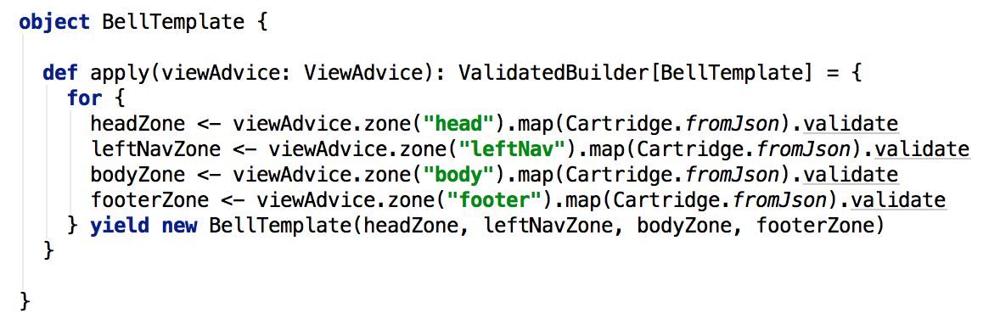 object BellTemplate {
def apply(viewAdvice: ViewAdvice): ValidatedBuilder[BellTemplate] = {
for {
headZone <- viewAdvice.zone("head").map(Cartridge.fromJson).validate
leftNavZone <- viewAdvice.zone("leftNav").map(Cartridge.fromJson).validate
bodyZone <- viewAdvice.zone("body").map(Cartridge.fromJson).validate
footerZone <- viewAdvice.zone("footer").map(Cartridge.fromJson).validate
} yield new BellTemplate(headZone, leftNavZone, bodyZone, footerZone)
}
}